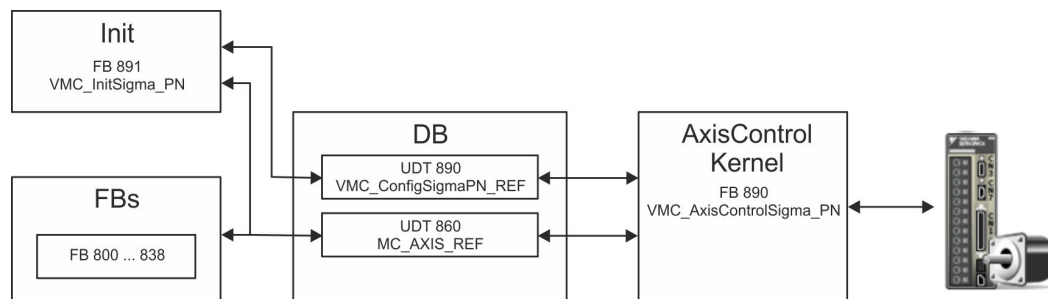 Init
FB 891
VMC_InitSigma_PN
FBs
FB 800 ... 838
DB
UDT 890
VMC_ConfigSigmaPN_REF
UDT 860
MC_AXIS_REF
AxisControl
Kernel
FB 890
VMC_AxisControlSigma_PN